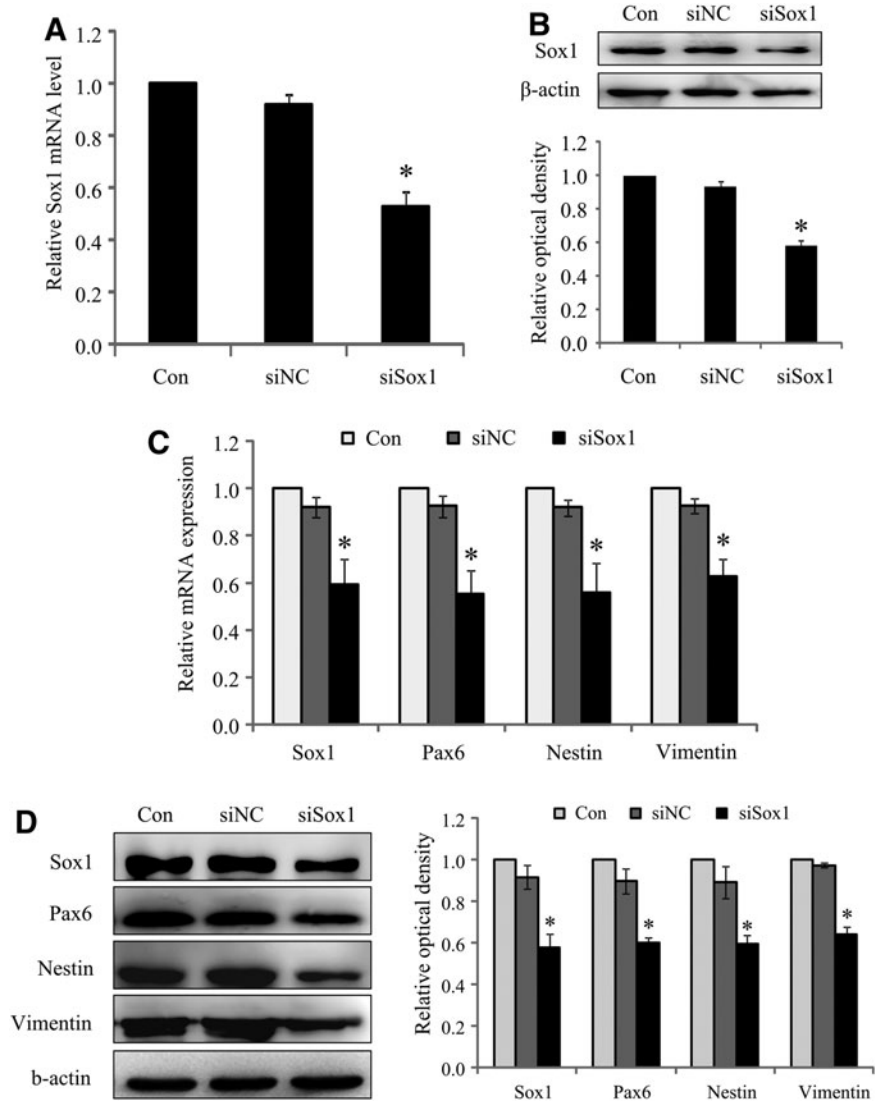 A
Relative Sox1 mRNA level
1.2
1.0
0.8
0.6
0.4
0.2
0.0
*
Con siNC siSox1
B
Con siNC siSox1
Sox1
β-actin
Relative optical density
1.2
1.0
0.8
0.6
0.4
0.2
0.0
*
Con siNC siSox1
C
Con siNC siSox1
Relative mRNA expression
1.2
1.0
0.8
0.6
0.4
0.2
0.0
* * * *
Sox1 Pax6 Nestin Vimentin
D
Con siNC siSox1
Sox1
Pax6
Nestin
Vimentin
b-actin
Con siNC siSox1
Relative optical density
1.2
1.0
0.8
0.6
0.4
0.2
0.0
* * * *
Sox1 Pax6 Nestin Vimentin